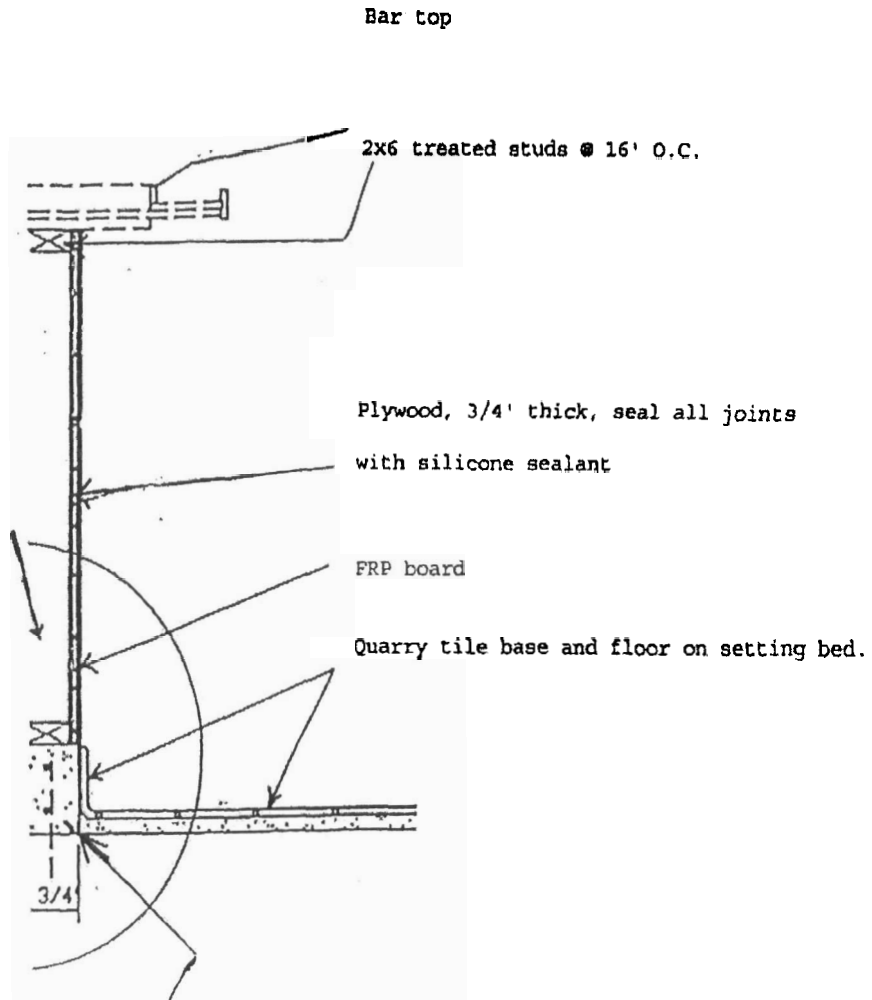 Bar top
2x6 treated studs @ 16' O.C.
Plywood, 3/4' thick, seal all joints
with silicone sealant
FRP board
Quarry tile base and floor on setting bed.
3/4'